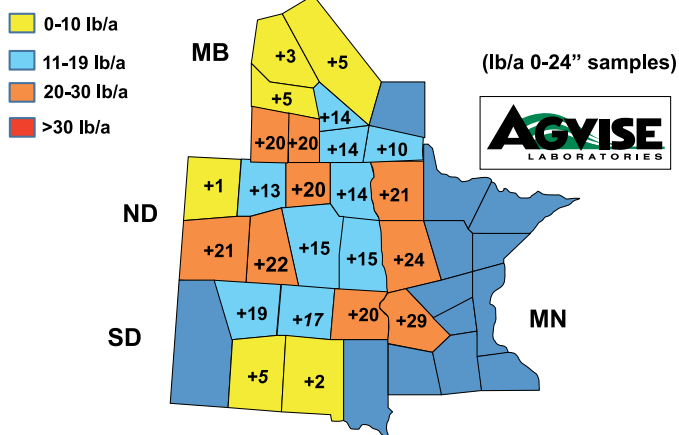 0-10 lb/a
11-19 lb/a
20-30 lb/a
>30 lb/a
MB
(lb/a 0-24” samples)
AGVISE
LABORATORIES
+3
+5
+5
+14
+20
+20
+14
+10
ND
+1
+13
+20
+14
+21
+21
+22
+15
+15
+24
SD
+19
+17
+20
+29
MN
+5
+2